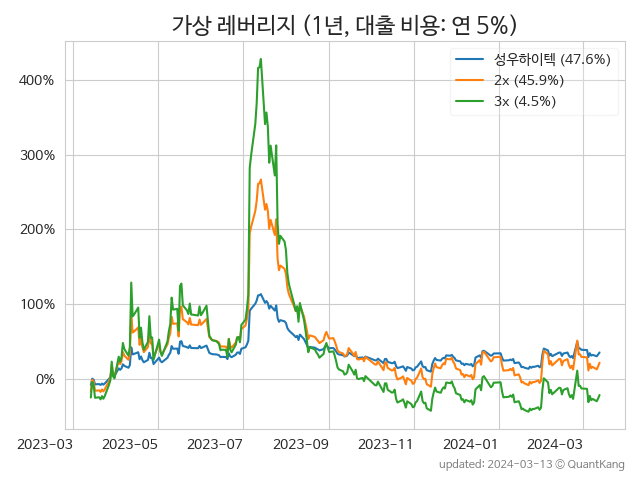 가상 레버리지 (1년, 대출 비용: 연 5%)
성우하이텍 (47.6%)
2x (45.9%)
3x (4.5%)
400%
300%
200%
100%
0%
2023-03 2023-05 2023-07 2023-09 2023-11 2024-01 2024-03
updated: 2024-03-13 ⓒ QuantKang